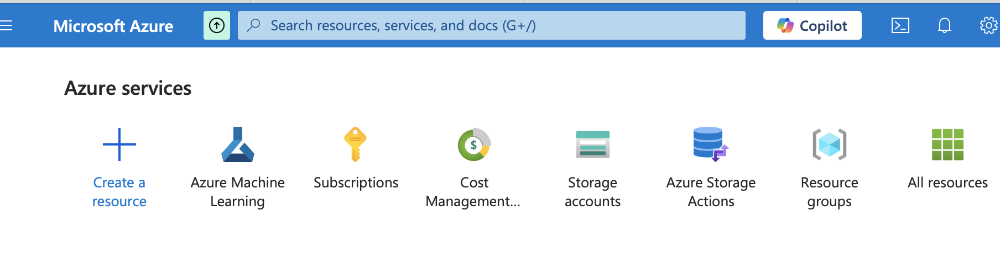 Microsoft Azure
Search resources, services, and docs (G+/)
Copilot
Azure services
Create a
resource
Azure Machine
Learning
Subscriptions
Cost
Management...
Storage
accounts
Azure Storage
Actions
Resource
groups
All resources